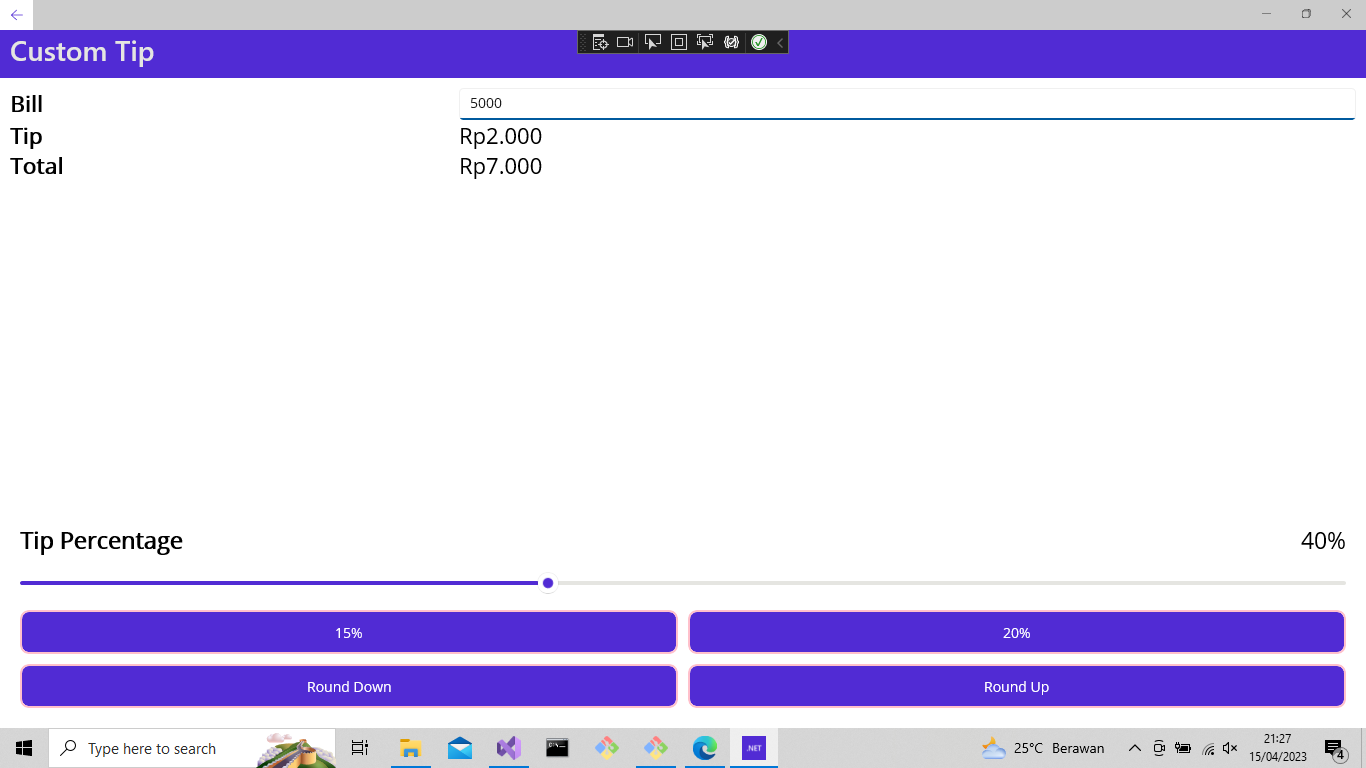 Custom Tip
Bill
5000
Tip
Rp2.000
Total
Rp7.000
Tip Percentage
40%
15%
20%
Round Down
Round Up
Type here to search
.NET
25°C Berawan
21:27
15/04/2023
4